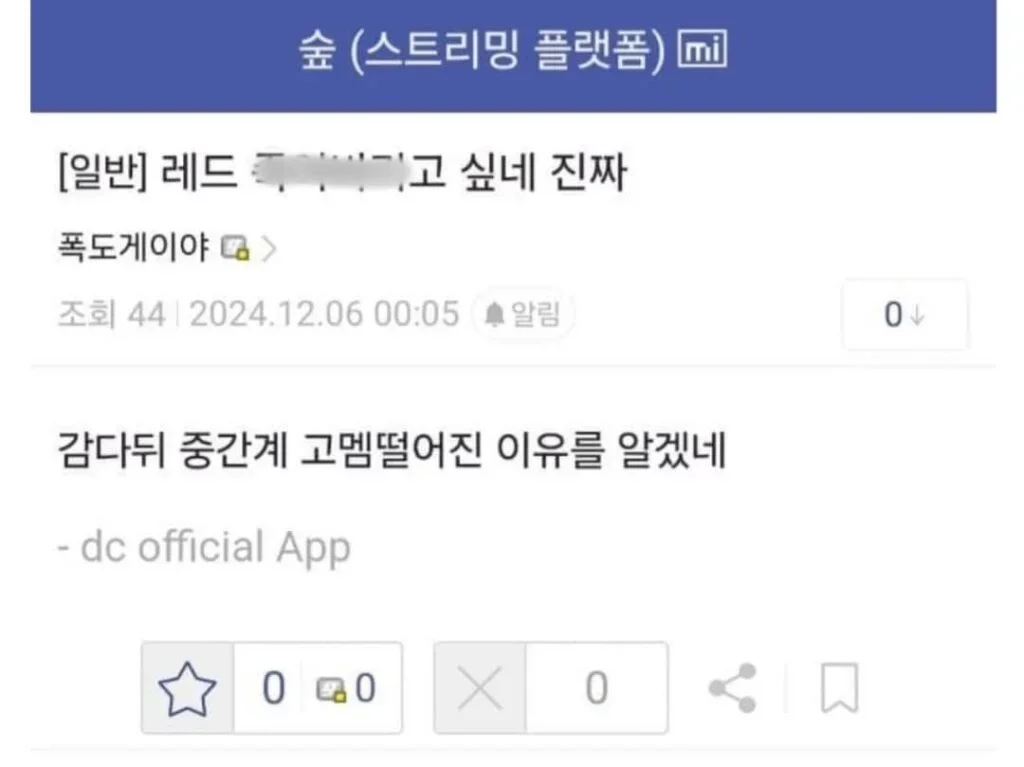 숲 (스트리밍 플랫폼) mi
[일반] 레드 고 싶네 진짜
폭도게이야
조회 44 | 2024.12.06 00:05 알림
0↓
감다뒤 중간계 고멤떨어진 이유를 알겠네
- dc official App
0 0 0